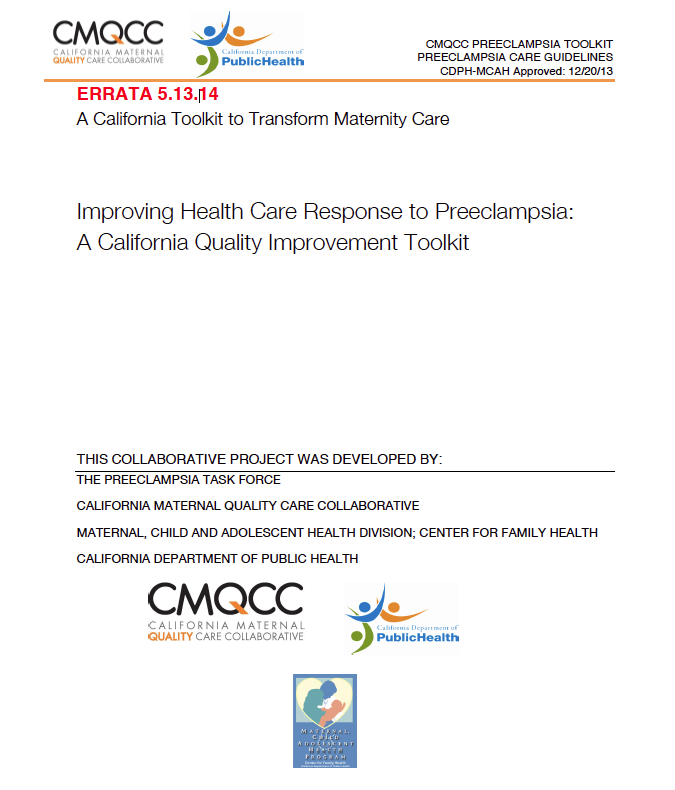 CMQCC
CALIFORNIA MATERNAL
QUALITY CARE COLLABORATIVE
California Department of
PublicHealth
CMQCC PREECLAMPSIA TOOLKIT
PREECLAMPSIA CARE GUIDELINES
CDPH-MCAH Approved: 12/20/13
ERRATA 5.13.14
A California Toolkit to Transform Maternity Care
Improving Health Care Response to Preeclampsia:
A California Quality Improvement Toolkit
THIS COLLABORATIVE PROJECT WAS DEVELOPED BY:
THE PREECLAMPSIA TASK FORCE
CALIFORNIA MATERNAL QUALITY CARE COLLABORATIVE
MATERNAL, CHILD AND ADOLESCENT HEALTH DIVISION; CENTER FOR FAMILY HEALTH
CALIFORNIA DEPARTMENT OF PUBLIC HEALTH
CMQCC
CALIFORNIA MATERNAL
QUALITY CARE COLLABORATIVE
California Department of
PublicHealth
MATERNAL,
CHILD
ADOLESCENT
HEALTH
PROGRAM
Center for Family Health